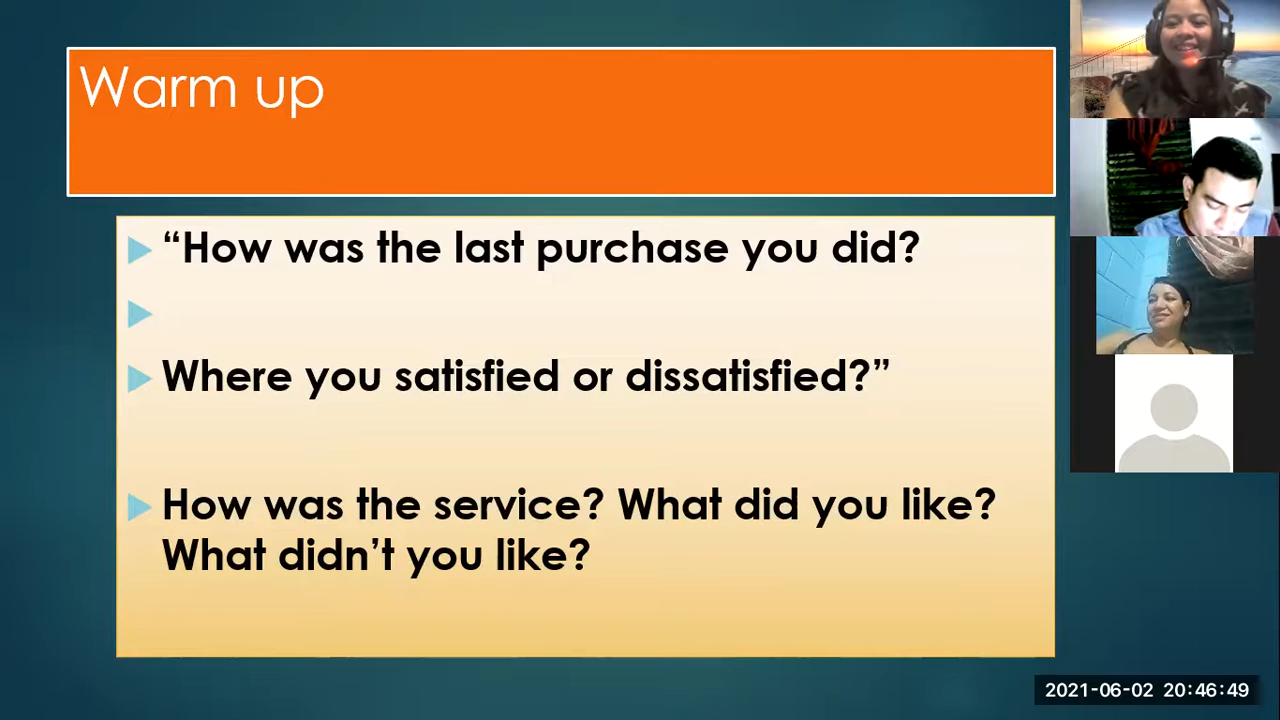 Warm up
“How was the last purchase you did?
Where you satisfied or dissatisfied?”
How was the service? What did you like?
What didn’t you like?
2021-06-02 20:46:49